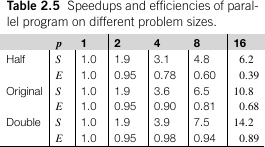 Table 2.5 Speedups and efficiencies of paral-
lel program on different problem sizes.
p 1 2 4 8 16
Half S 1.0 1.9 3.1 4.8 6.2
E 1.0 0.95 0.78 0.60 0.39
Original S 1.0 1.9 3.6 6.5 10.8
E 1.0 0.95 0.90 0.81 0.68
Double S 1.0 1.9 3.9 7.5 14.2
E 1.0 0.95 0.98 0.94 0.89